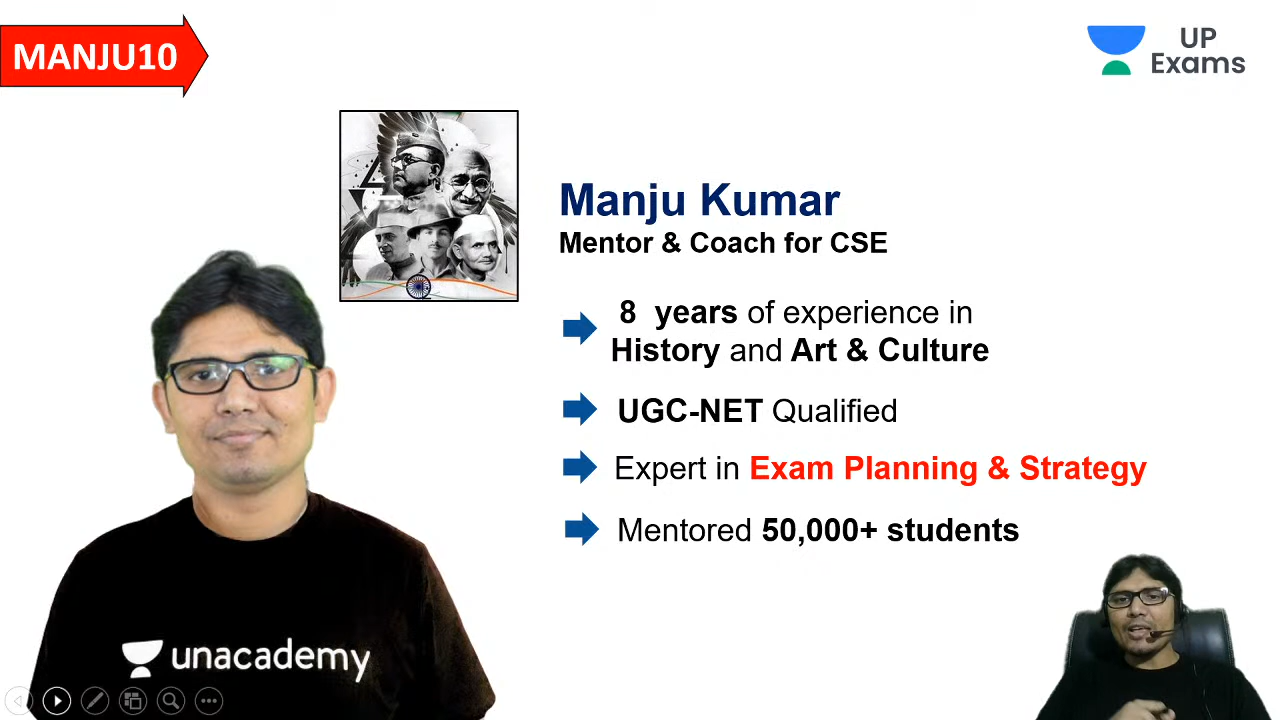 MANJU10
UP
Exams
Manju Kumar
Mentor & Coach for CSE
8 years of experience in
History and Art & Culture
UGC-NET Qualified
Expert in Exam Planning & Strategy
Mentored 50,000+ students
unacademy